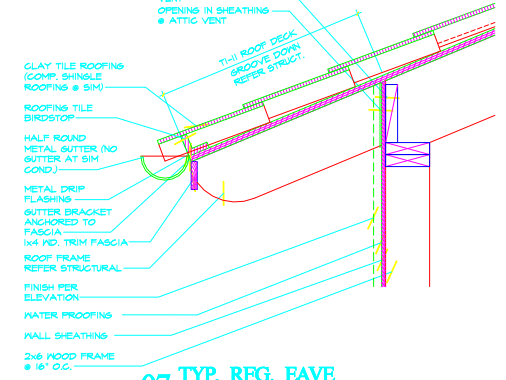 OPENING IN SHEATHING
@ ATTIC VENT
T1-11 ROOF DECK
GROOVE DOWN
REFER STRUCT.
CLAY TILE ROOFING
(COMP. SHINGLE
ROOFING @ SIM)
ROOFING TILE
BIRDSTOP
HALF ROUND
METAL GUTTER (NO
GUTTER AT SIM
COND.)
METAL DRIP
FLASHING
GUTTER BRACKET
ANCHORED TO
FASCIA
1x4 WD. TRIM FASCIA
ROOF FRAME
REFER STRUCTURAL
FINISH PER
ELEVATION
WATER PROOFING
WALL SHEATHING
2x6 WOOD FRAME
@ 16" O.C.
TYP. REG. EAVE